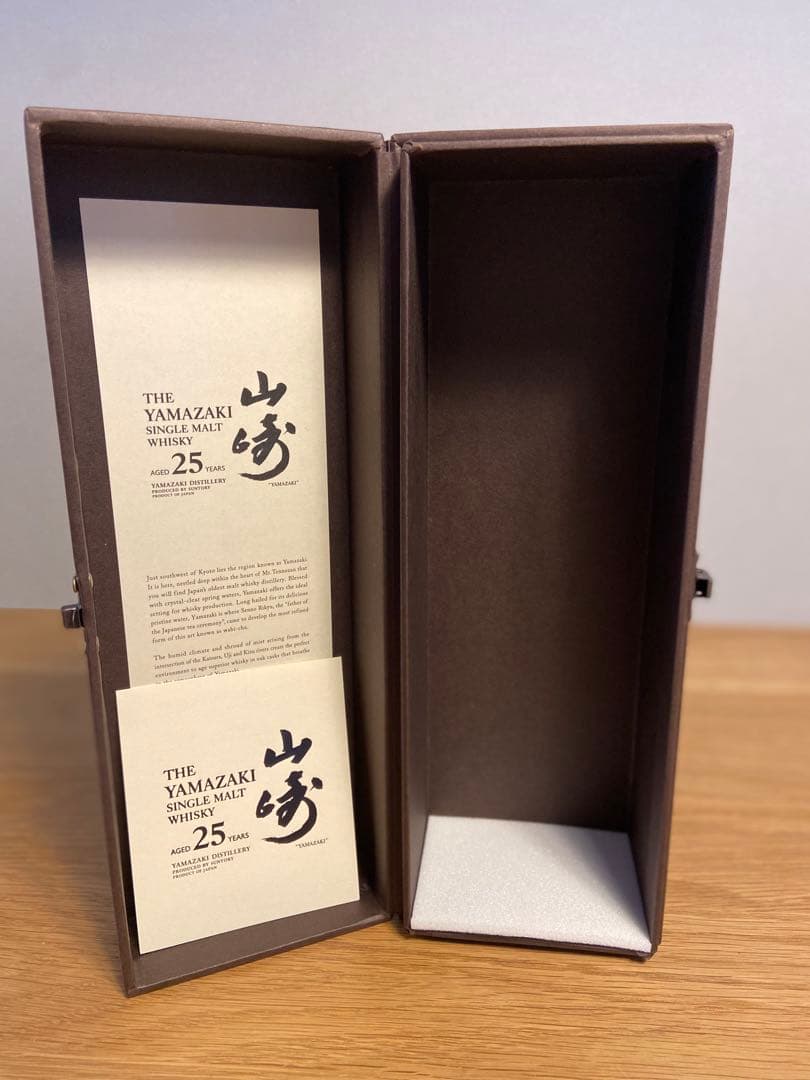 THE
YAMAZAKI
SINGLE MALT
WHISKY
AGED 25 YEARS
YAMAZAKI DISTILLERY
PRODUCED BY SUNTORY
PRODUCT OF JAPAN
山崎
"YAMAZAKI"
Just southwest of Kyoto lies the region known as Yamazaki.
It is here, nestled deep within the heart of Mt. Tennozan that
you will find Japan's oldest malt whisky distillery. Blessed
with crystal-clear spring waters, Yamazaki offers the ideal
setting for whisky production. Long hailed for its delicious
pristine water, Yamazaki is where Senno Rikyu, the "father of
the Japanese tea ceremony", came to develop the most refined
form of this art known as wabi-cha.
The humid climate and shroud of mist arising from the
intersection of the Katsura, Uji and Kizu rivers create the perfect
environment to age superior whisky in oak casks that breathe
in the atmosphere of Yamazaki.
THE
YAMAZAKI
SINGLE MALT
WHISKY
AGED 25 YEARS
YAMAZAKI DISTILLERY
PRODUCED BY SUNTORY
PRODUCT OF JAPAN
山崎
"YAMAZAKI"